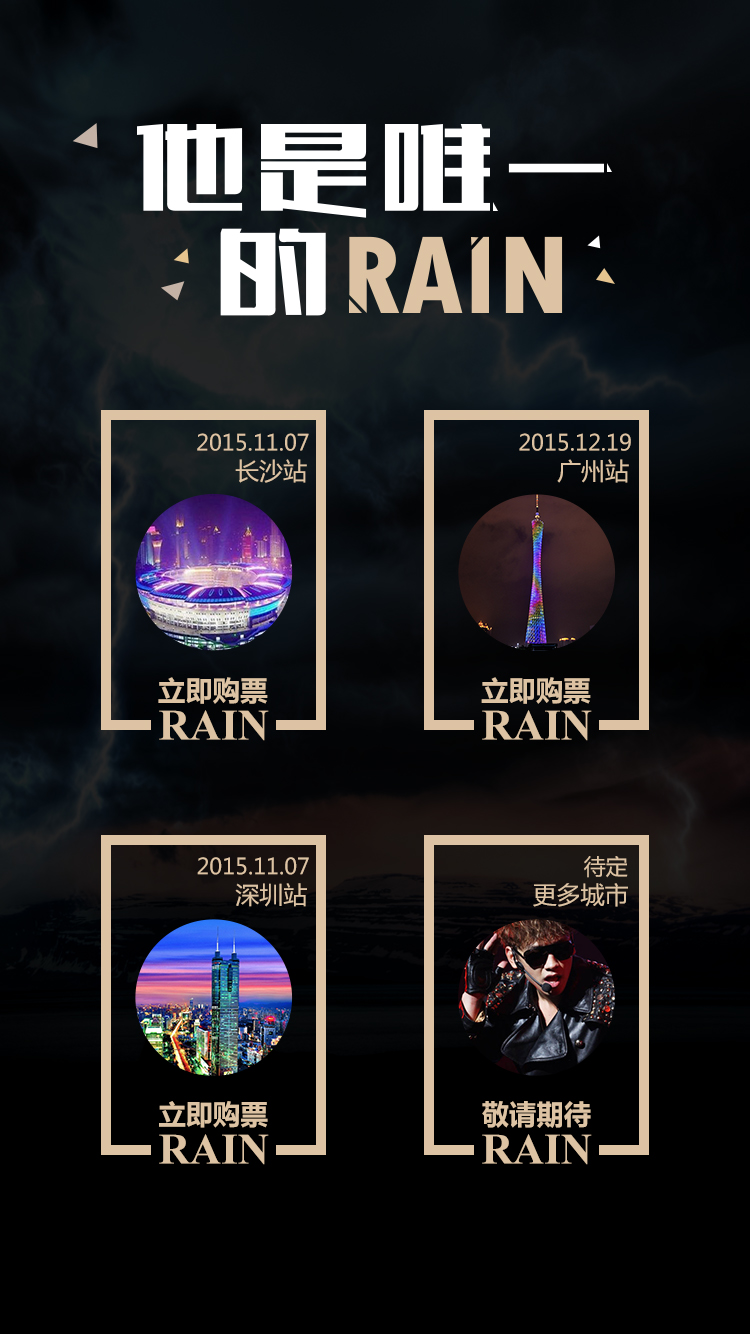 他是唯一
的RAIN
2015.11.07
长沙站
立即购票
RAIN
2015.12.19
广州站
立即购票
RAIN
2015.11.07
深圳站
立即购票
RAIN
待定
更多城市
敬请期待
RAIN